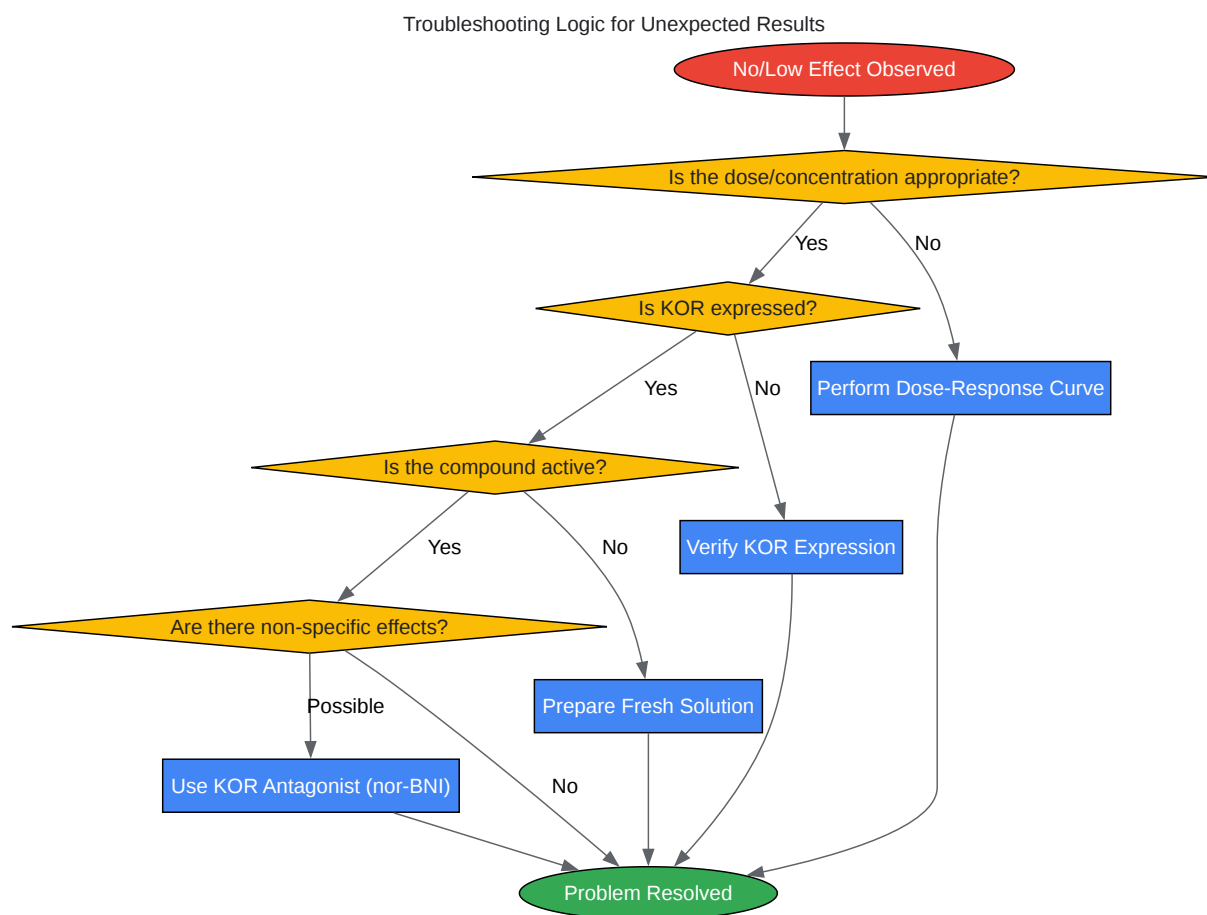 Troubleshooting Logic for Unexpected Results
No/Low Effect Observed
Is the dose/concentration appropriate?
Yes
No
Is KOR expressed?
Perform Dose-Response Curve
Yes
No
Is the compound active?
Verify KOR Expression
Yes
No
Are there non-specific effects?
Prepare Fresh Solution
Possible
Use KOR Antagonist (nor-BNI)
No
Problem Resolved